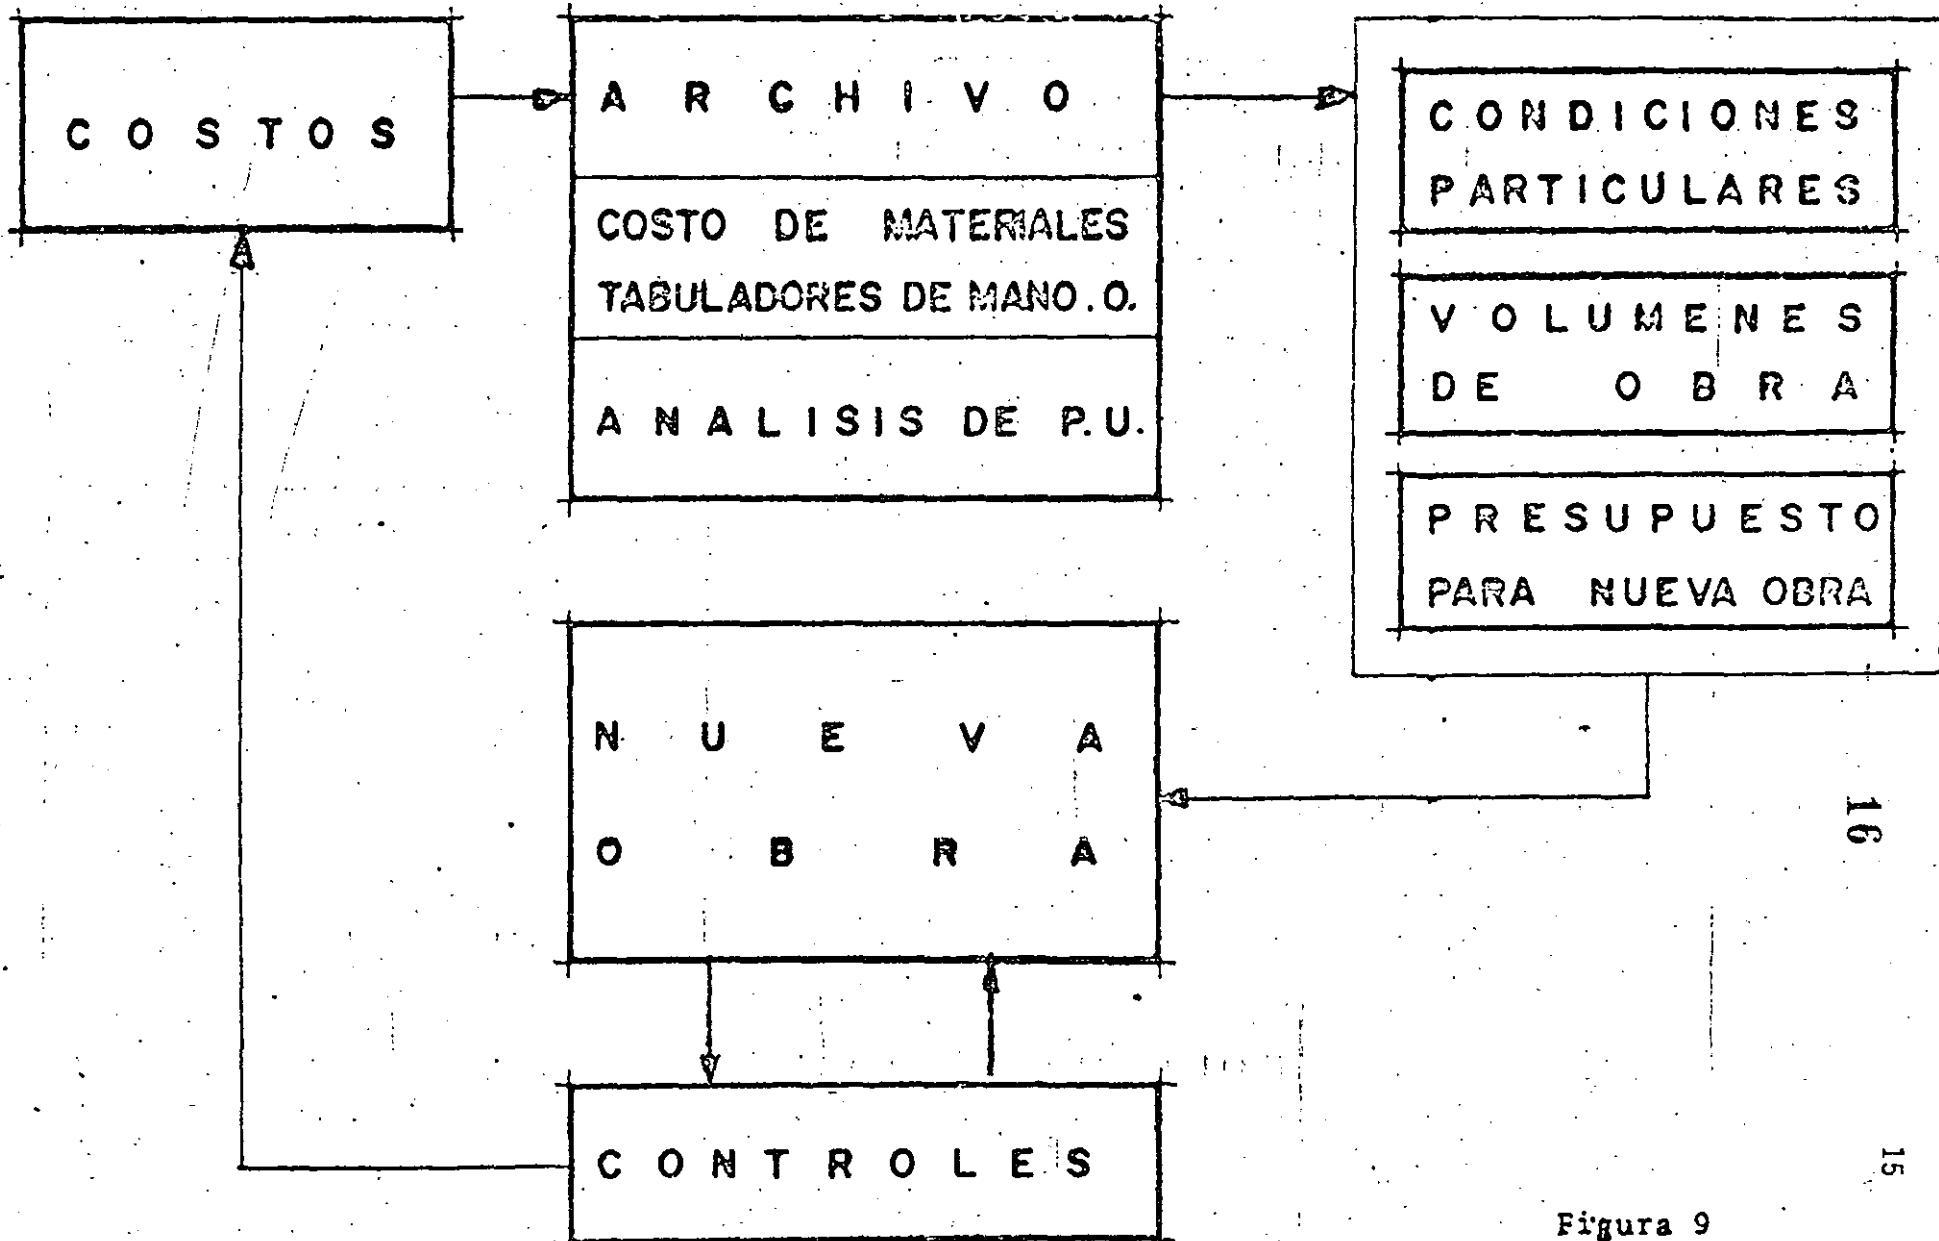 COSTOS
ARCHIVO
COSTO DE MATERIALES
TABULADORES DE MANO.O.
ANALISIS DE P.U.
CONDICIONES
PARTICULARES
VOLUMENES
DE OBRA
PRESUPUESTO
PARA NUEVA OBRA
NUEVA
OBRA
CONTROLES
16
15
Figura 9